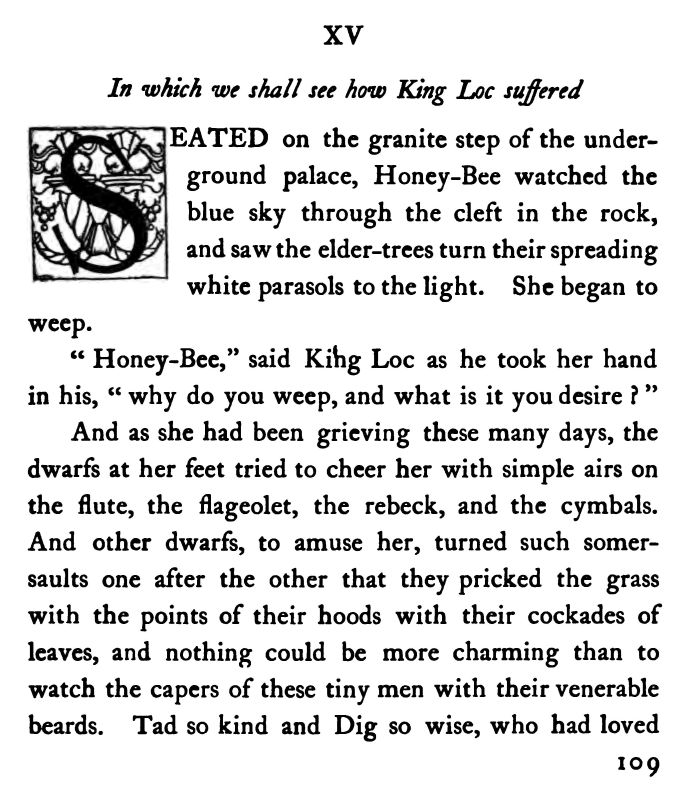 XV
In which we shall see how King Loc suffered
SEATED on the granite step of the under-
ground palace, Honey-Bee watched the
blue sky through the cleft in the rock,
and saw the elder-trees turn their spreading
white parasols to the light. She began to
weep.
“ Honey-Bee,” said King Loc as he took her hand
in his, “ why do you weep, and what is it you desire ? ”
And as she had been grieving these many days, the
dwarfs at her feet tried to cheer her with simple airs on
the flute, the flageolet, the rebeck, and the cymbals.
And other dwarfs, to amuse her, turned such somer-
saults one after the other that they pricked the grass
with the points of their hoods with their cockades of
leaves, and nothing could be more charming than to
watch the capers of these tiny men with their venerable
beards. Tad so kind and Dig so wise, who had loved
109